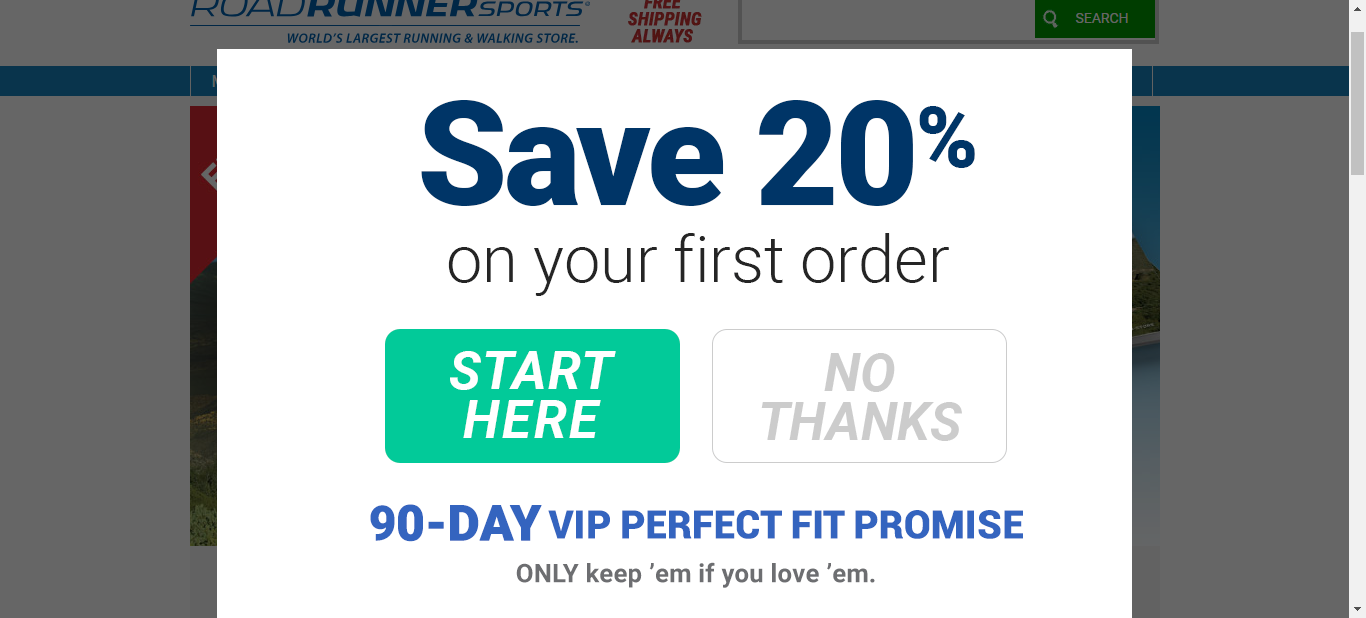 ROADRUNNERSPORTS®
WORLD'S LARGEST RUNNING & WALKING STORE.
FREE
SHIPPING
ALWAYS
SEARCH
Save 20%
on your first order
START
HERE
NO
THANKS
90-DAY VIP PERFECT FIT PROMISE
ONLY keep ’em if you love ’em.